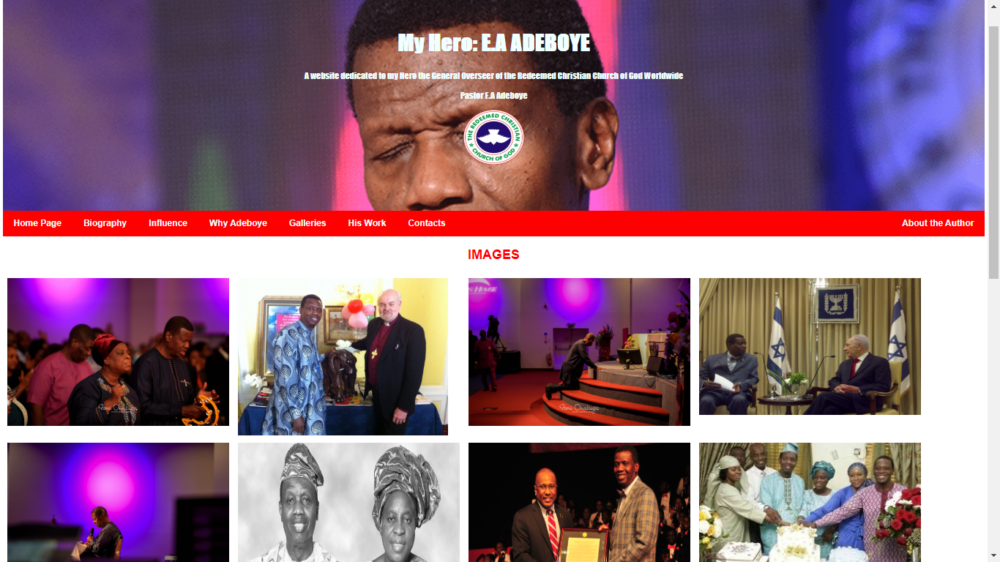 My Hero: E.A ADEBOYE
A website dedicated to my Hero the General Overseer of the Redeemed Christian Church of God Worldwide
Pastor E.A Adeboye
THE REDEEMED CHRISTIAN
CHURCH OF GOD
Home Page Biography Influence Why Adeboye Galleries His Work Contacts About the Author
IMAGES